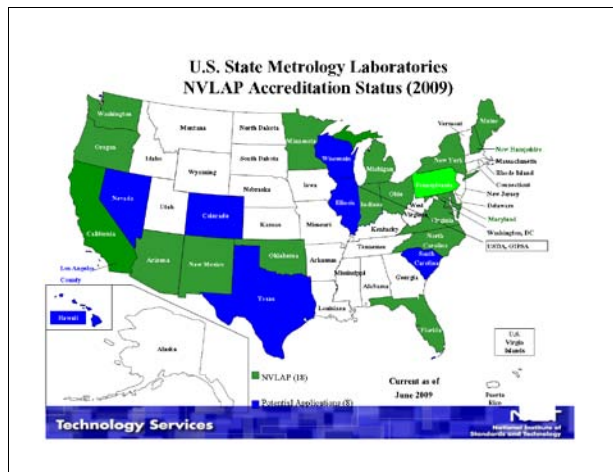 U.S. State Metrology Laboratories
NVLAP Accreditation Status (2009)
Washington
Oregon
California
Nevada
Idaho
Montana
Wyoming
Utah
Colorado
Arizona
New Mexico
North Dakota
South Dakota
Nebraska
Kansas
Oklahoma
Texas
Minnesota
Iowa
Missouri
Arkansas
Louisiana
Wisconsin
Illinois
Michigan
Indiana
Ohio
Kentucky
Tennessee
Mississippi
Alabama
Georgia
Florida
South
Carolina
North
Carolina
Virginia
West
Virginia
Pennsylvania
New York
Vermont
Maine
New Hampshire
Massachusetts
Rhode Island
Connecticut
New Jersey
Delaware
Maryland
Washington, DC
USDA, GIPSA
Los Angeles
County
Hawaii
Alaska
U.S.
Virgin
Islands
Puerto
Rico
NVLAP (18)
Potential Applications (8)
Current as of
June 2009
Technology Services
NIST
National Institute of
Standards and Technology